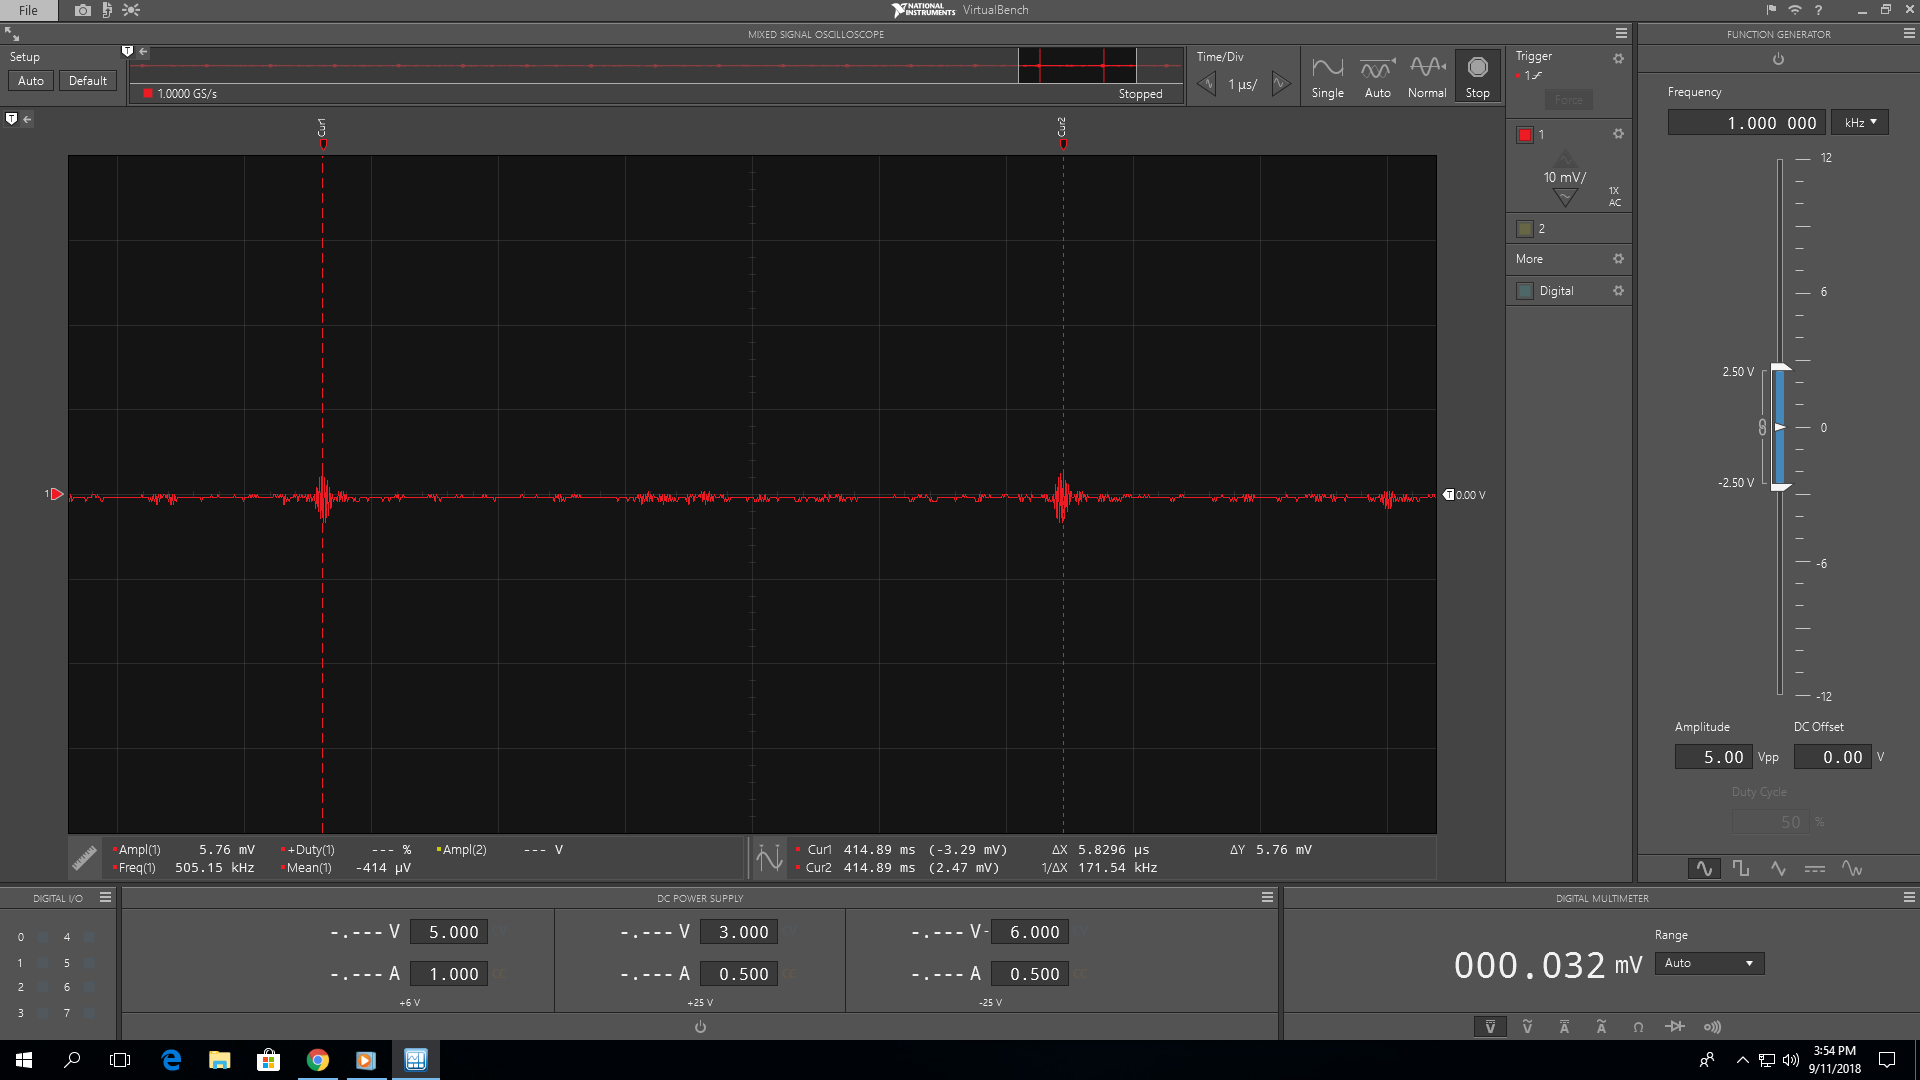 File
NATIONAL INSTRUMENTS VirtualBench
MIXED SIGNAL OSCILLOSCOPE
FUNCTION GENERATOR
Setup
Auto Default
T
1.0000 GS/s
Stopped
Time/Div
1 µs/
Single Auto Normal Stop
Trigger
1
Force
1
10 mV/
1X
AC
2
More
Digital
T
Cur1
Cur2
1
T 0.00 V
Frequency
1.000 000 kHz
12
6
2.50 V
0
-2.50 V
-6
-12
Amplitude DC Offset
5.00 Vpp 0.00 V
Duty Cycle
50 %
Ampl(1) 5.76 mV +Duty(1) --- % Ampl(2) --- V
Freq(1) 505.15 kHz Mean(1) -414 µV
Cur1 414.89 ms (-3.29 mV) ΔX 5.8296 µs ΔY 5.76 mV
Cur2 414.89 ms (2.47 mV) 1/ΔX 171.54 kHz
DIGITAL I/O
0 4
1 5
2 6
3 7
DC POWER SUPPLY
-.--- V 5.000 -.--- V 3.000 -.--- V - 6.000
-.--- A 1.000 -.--- A 0.500 -.--- A 0.500
+6 V +25 V -25 V
DIGITAL MULTIMETER
Range
000.032 mV Auto
V V A A Ω
3:54 PM
9/11/2018